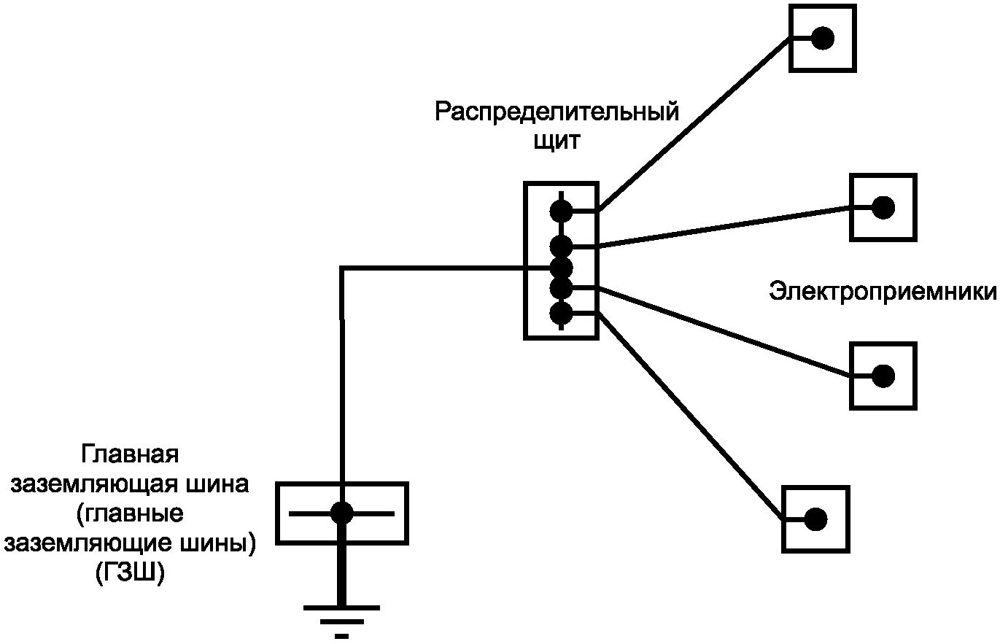 Распределительный
щит
Электроприемники
Главная
заземляющая шина
(главные
заземляющие шины)
(ГЗШ)